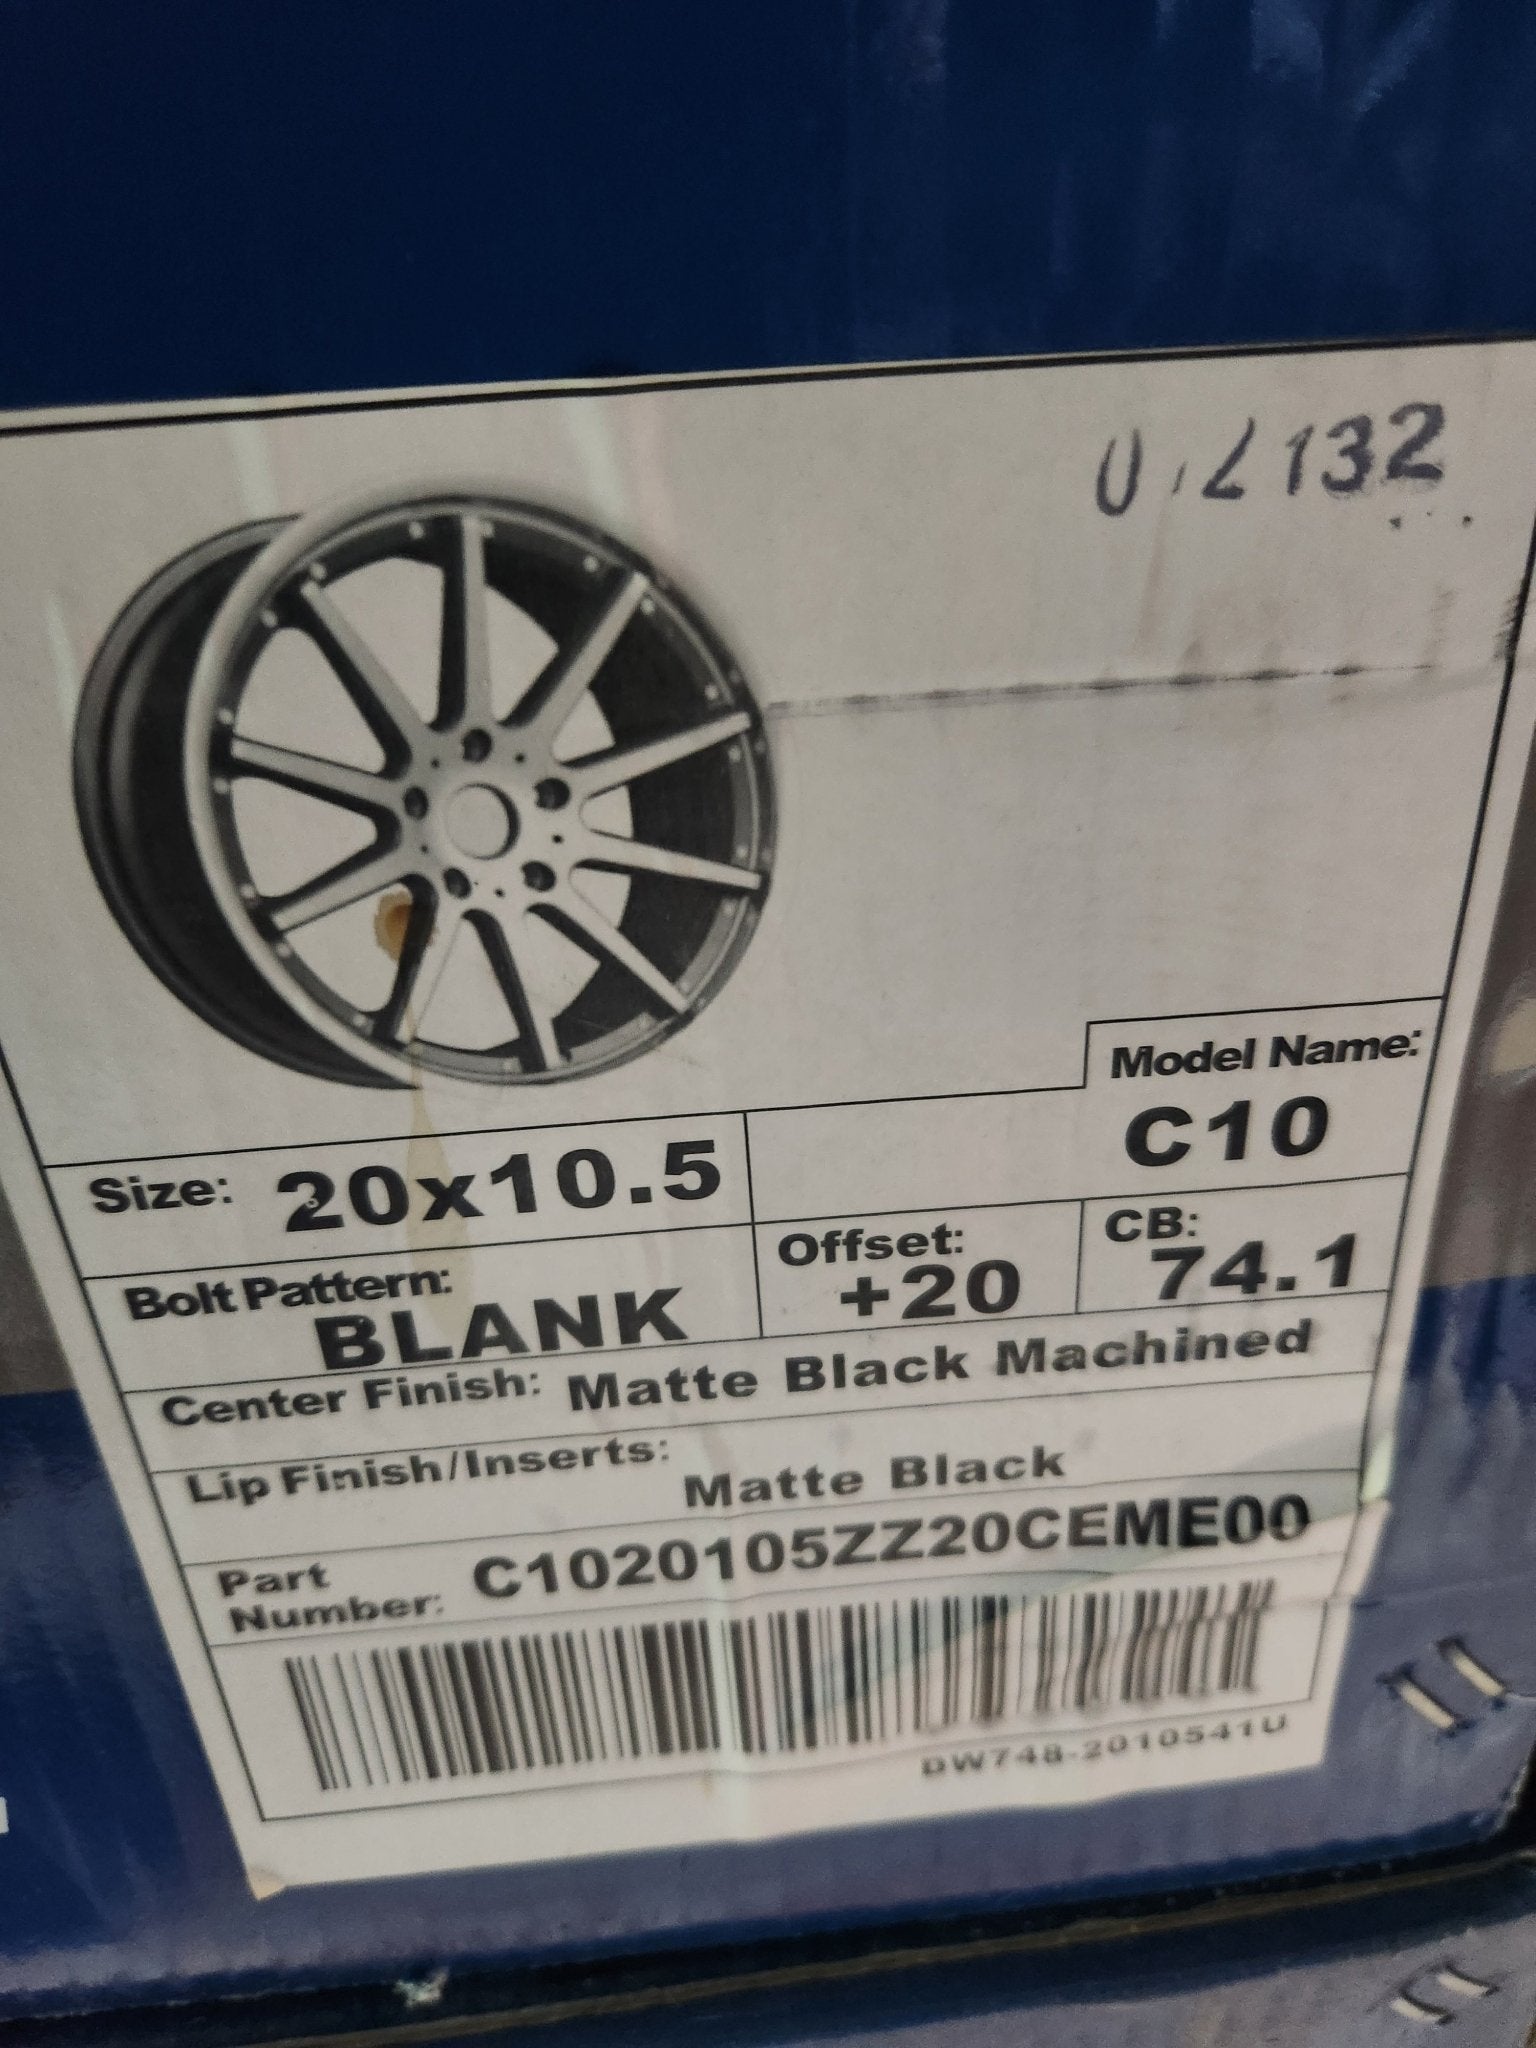 Model Name:
C10
Size: 20x10.5
Bolt Pattern:
BLANK
Offset:
+20
CB:
74.1
Center Finish: Matte Black Machined
Lip Finish/Inserts:
Matte Black
Part
Number: C1020105ZZ20CEME00
DW748-2010541U